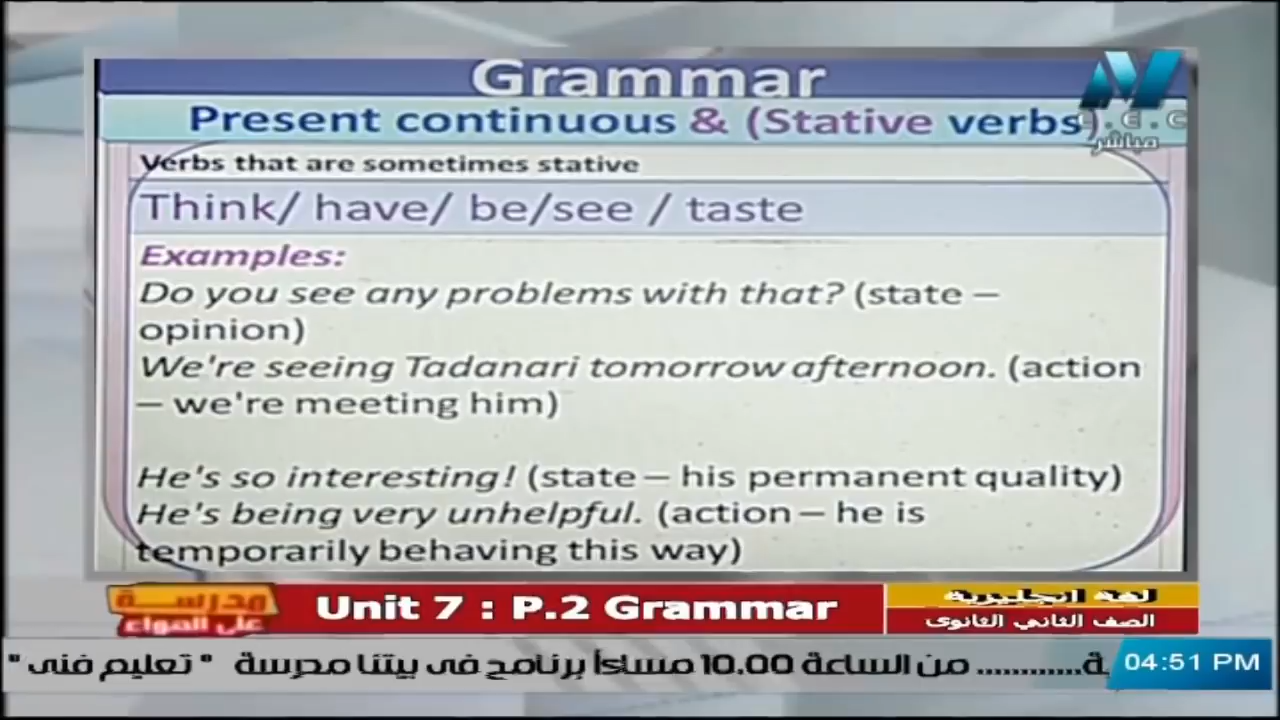 Grammar
Present continuous & (Stative verbs).
E.C
مباشر
Verbs that are sometimes stative
Think/ have/ be/see / taste
Examples:
Do you see any problems with that? (state –
opinion)
We're seeing Tadanari tomorrow afternoon. (action
– we're meeting him)
He's so interesting! (state – his permanent quality)
He's being very unhelpful. (action – he is
temporarily behaving this way)
مدرسة
على الهواء
Unit 7 : P.2 Grammar
لغة انجليزية
الصف الثاني الثانوى
ـة............ من الساعة 10.00 مساءاً برنامج فى بيتنا مدرسة " تعليم فنى "
04:51 PM